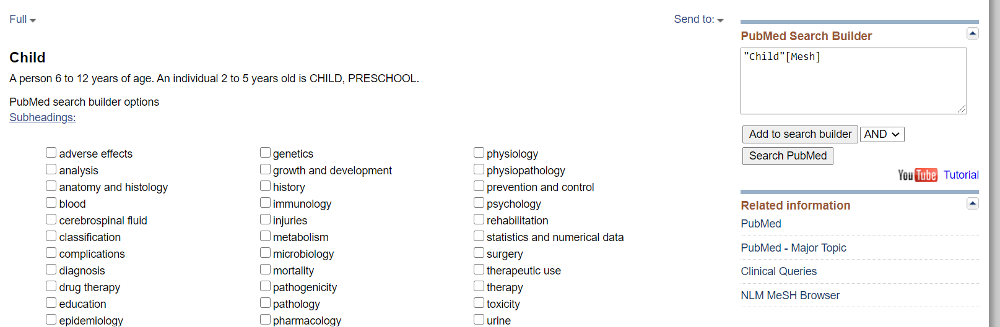 Full
Send to:
Child
A person 6 to 12 years of age. An individual 2 to 5 years old is CHILD, PRESCHOOL.
PubMed search builder options
Subheadings:
adverse effects
analysis
anatomy and histology
blood
cerebrospinal fluid
classification
complications
diagnosis
drug therapy
education
epidemiology
genetics
growth and development
history
immunology
injuries
metabolism
microbiology
mortality
pathogenicity
pathology
pharmacology
physiology
physiopathology
prevention and control
psychology
rehabilitation
statistics and numerical data
surgery
therapeutic use
therapy
toxicity
urine
PubMed Search Builder
"Child"[Mesh]
Add to search builder AND
Search PubMed
YouTube Tutorial
Related information
PubMed
PubMed - Major Topic
Clinical Queries
NLM MeSH Browser